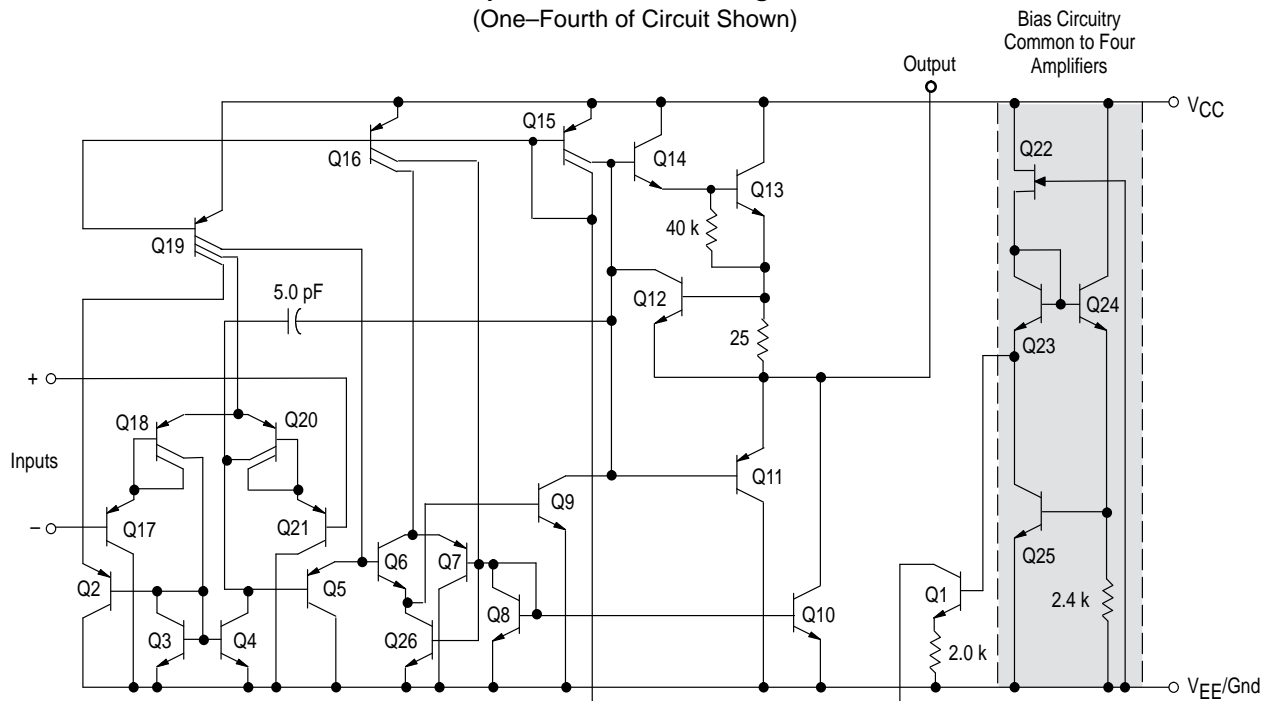 (One–Fourth of Circuit Shown)
Bias Circuitry
Common to Four
Amplifiers
Output
VCC
Q15
Q22
Q16
Q14
Q13
Q19
40 k
5.0 pF
Q12
Q24
25
Q23
+
Q18
Q20
Inputs
Q11
Q9
–
Q17
Q21
Q25
Q6
Q7
Q2
Q5
Q1
2.4 k
Q8
Q10
Q3
Q4
Q26
2.0 k
VEE/Gnd